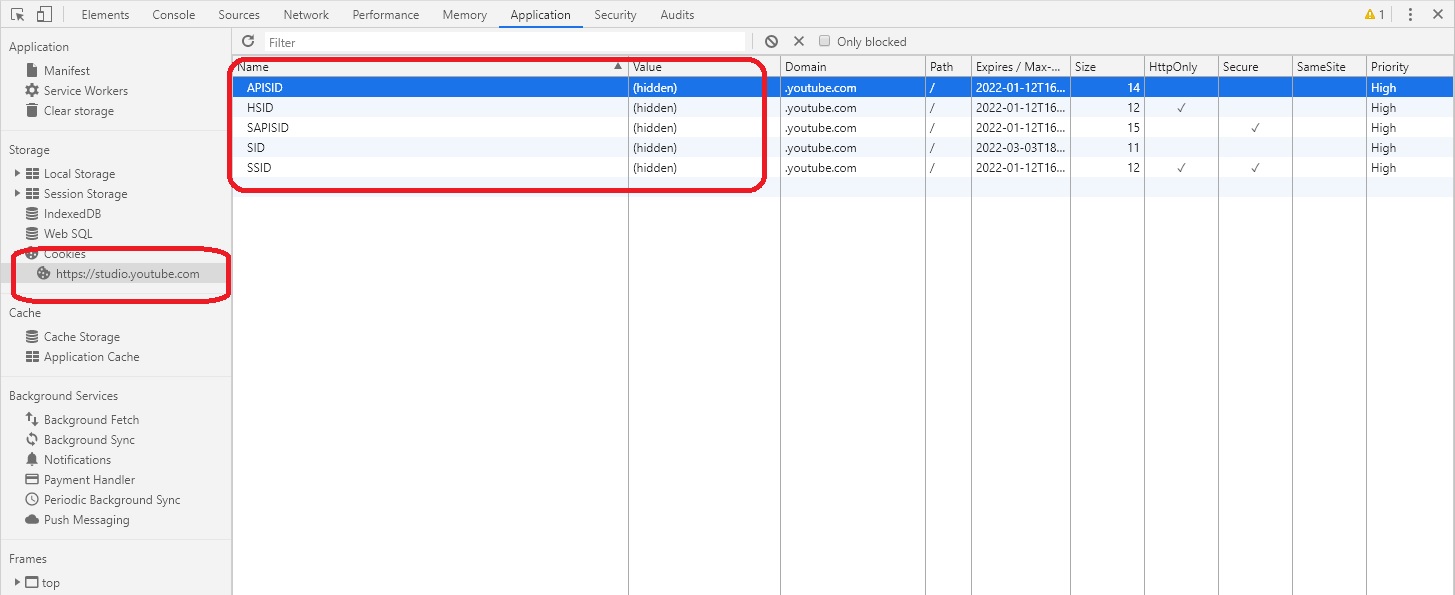 Elements Console Sources Network Performance Memory Application Security Audits 1
Application
Manifest
Service Workers
Clear storage
Storage
Local Storage
Session Storage
IndexedDB
Web SQL
Cookies
https://studio.youtube.com
Cache
Cache Storage
Application Cache
Background Services
Background Fetch
Background Sync
Notifications
Payment Handler
Periodic Background Sync
Push Messaging
Frames
top
Filter Only blocked
Name Value Domain Path Expires / Max-... Size HttpOnly Secure SameSite Priority
APISID (hidden) .youtube.com / 2022-01-12T16... 14 High
HSID (hidden) .youtube.com / 2022-01-12T16... 12 ✓ High
SAPISID (hidden) .youtube.com / 2022-01-12T16... 15 ✓ High
SID (hidden) .youtube.com / 2022-03-03T18... 11 High
SSID (hidden) .youtube.com / 2022-01-12T16... 12 ✓ ✓ High